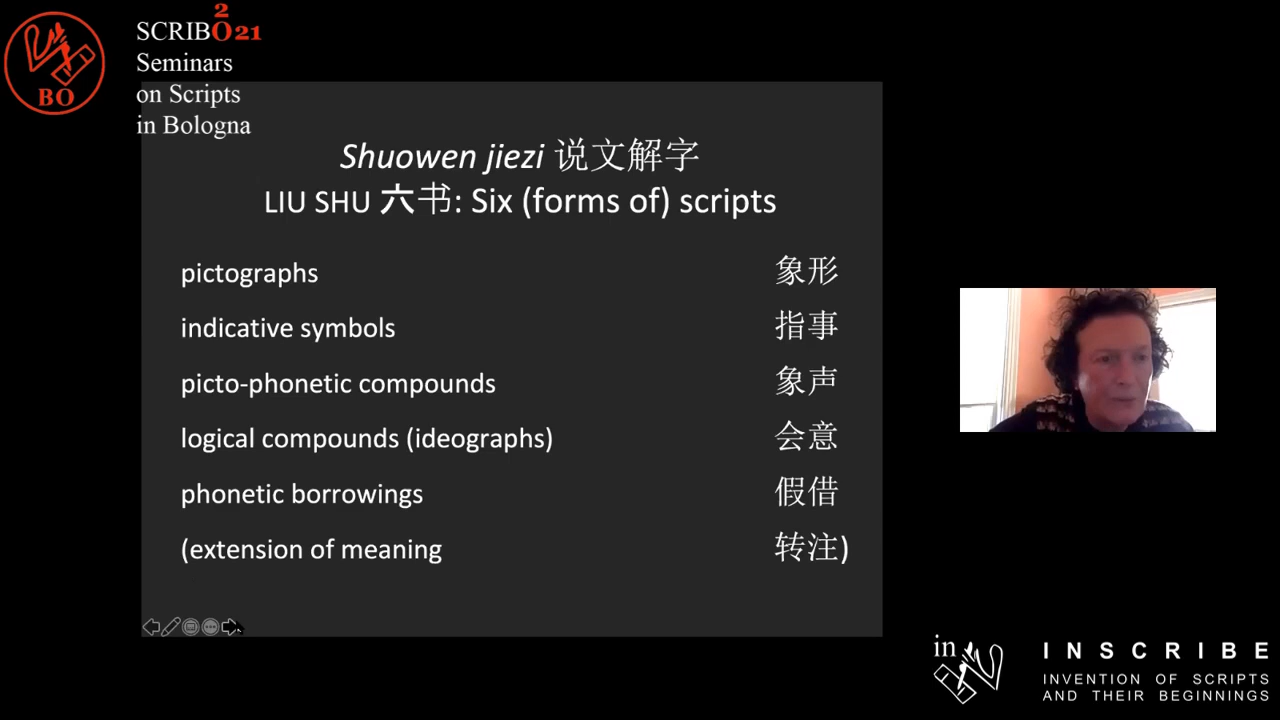 SCRIBO21
2
Seminars
on Scripts
in Bologna
BO
Shuowen jiezi 说文解字
LIU SHU 六书: Six (forms of) scripts
pictographs 象形
indicative symbols 指事
picto-phonetic compounds 象声
logical compounds (ideographs) 会意
phonetic borrowings 假借
(extension of meaning 转注)
in
INSCRIBE
INVENTION OF SCRIPTS
AND THEIR BEGINNINGS